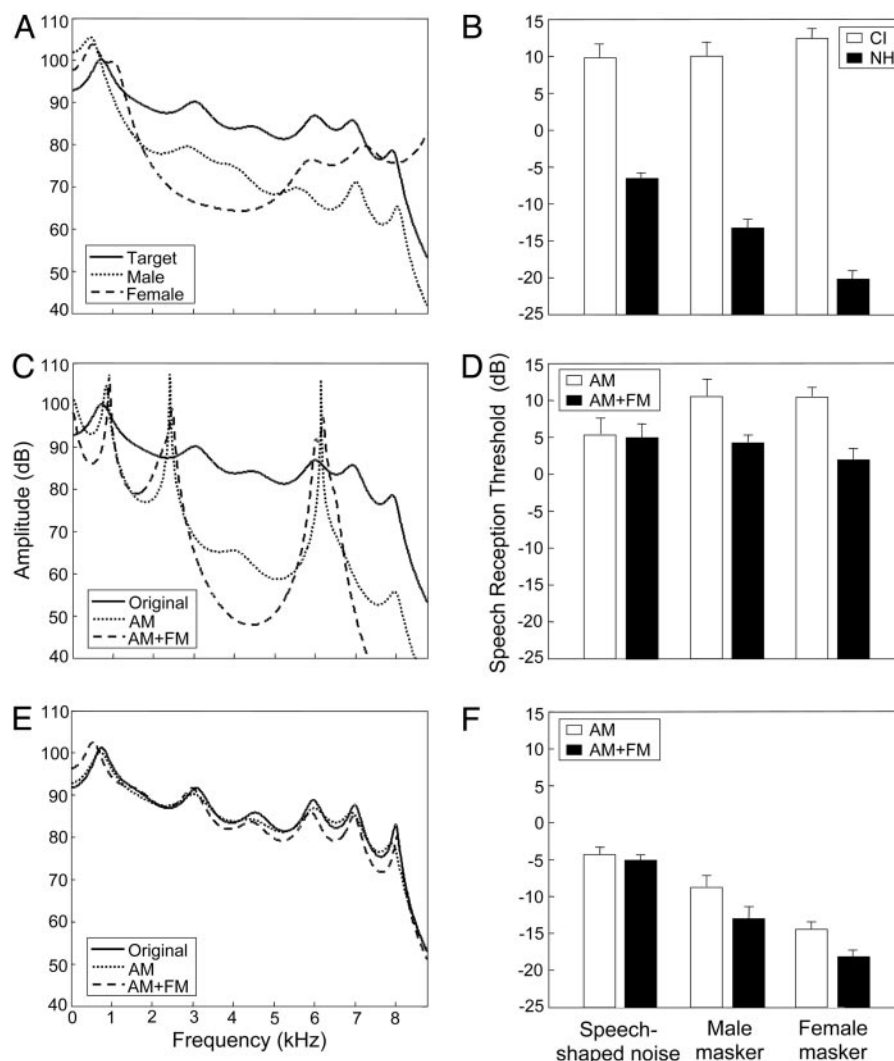 A
110
100
90
80
70
60
50
40
Target
Male
Female
B
15
10
5
0
-5
-10
-15
-20
-25
CI
NH
C
110
100
90
80
70
60
50
40
Amplitude (dB)
Original
AM
AM+FM
D
15
10
5
0
-5
-10
-15
-20
-25
Speech Reception Threshold (dB)
AM
AM+FM
E
110
100
90
80
70
60
50
40
Original
AM
AM+FM
0 1 2 3 4 5 6 7 8
Frequency (kHz)
F
15
10
5
0
-5
-10
-15
-20
-25
AM
AM+FM
Speech-
shaped noise
Male
masker
Female
masker